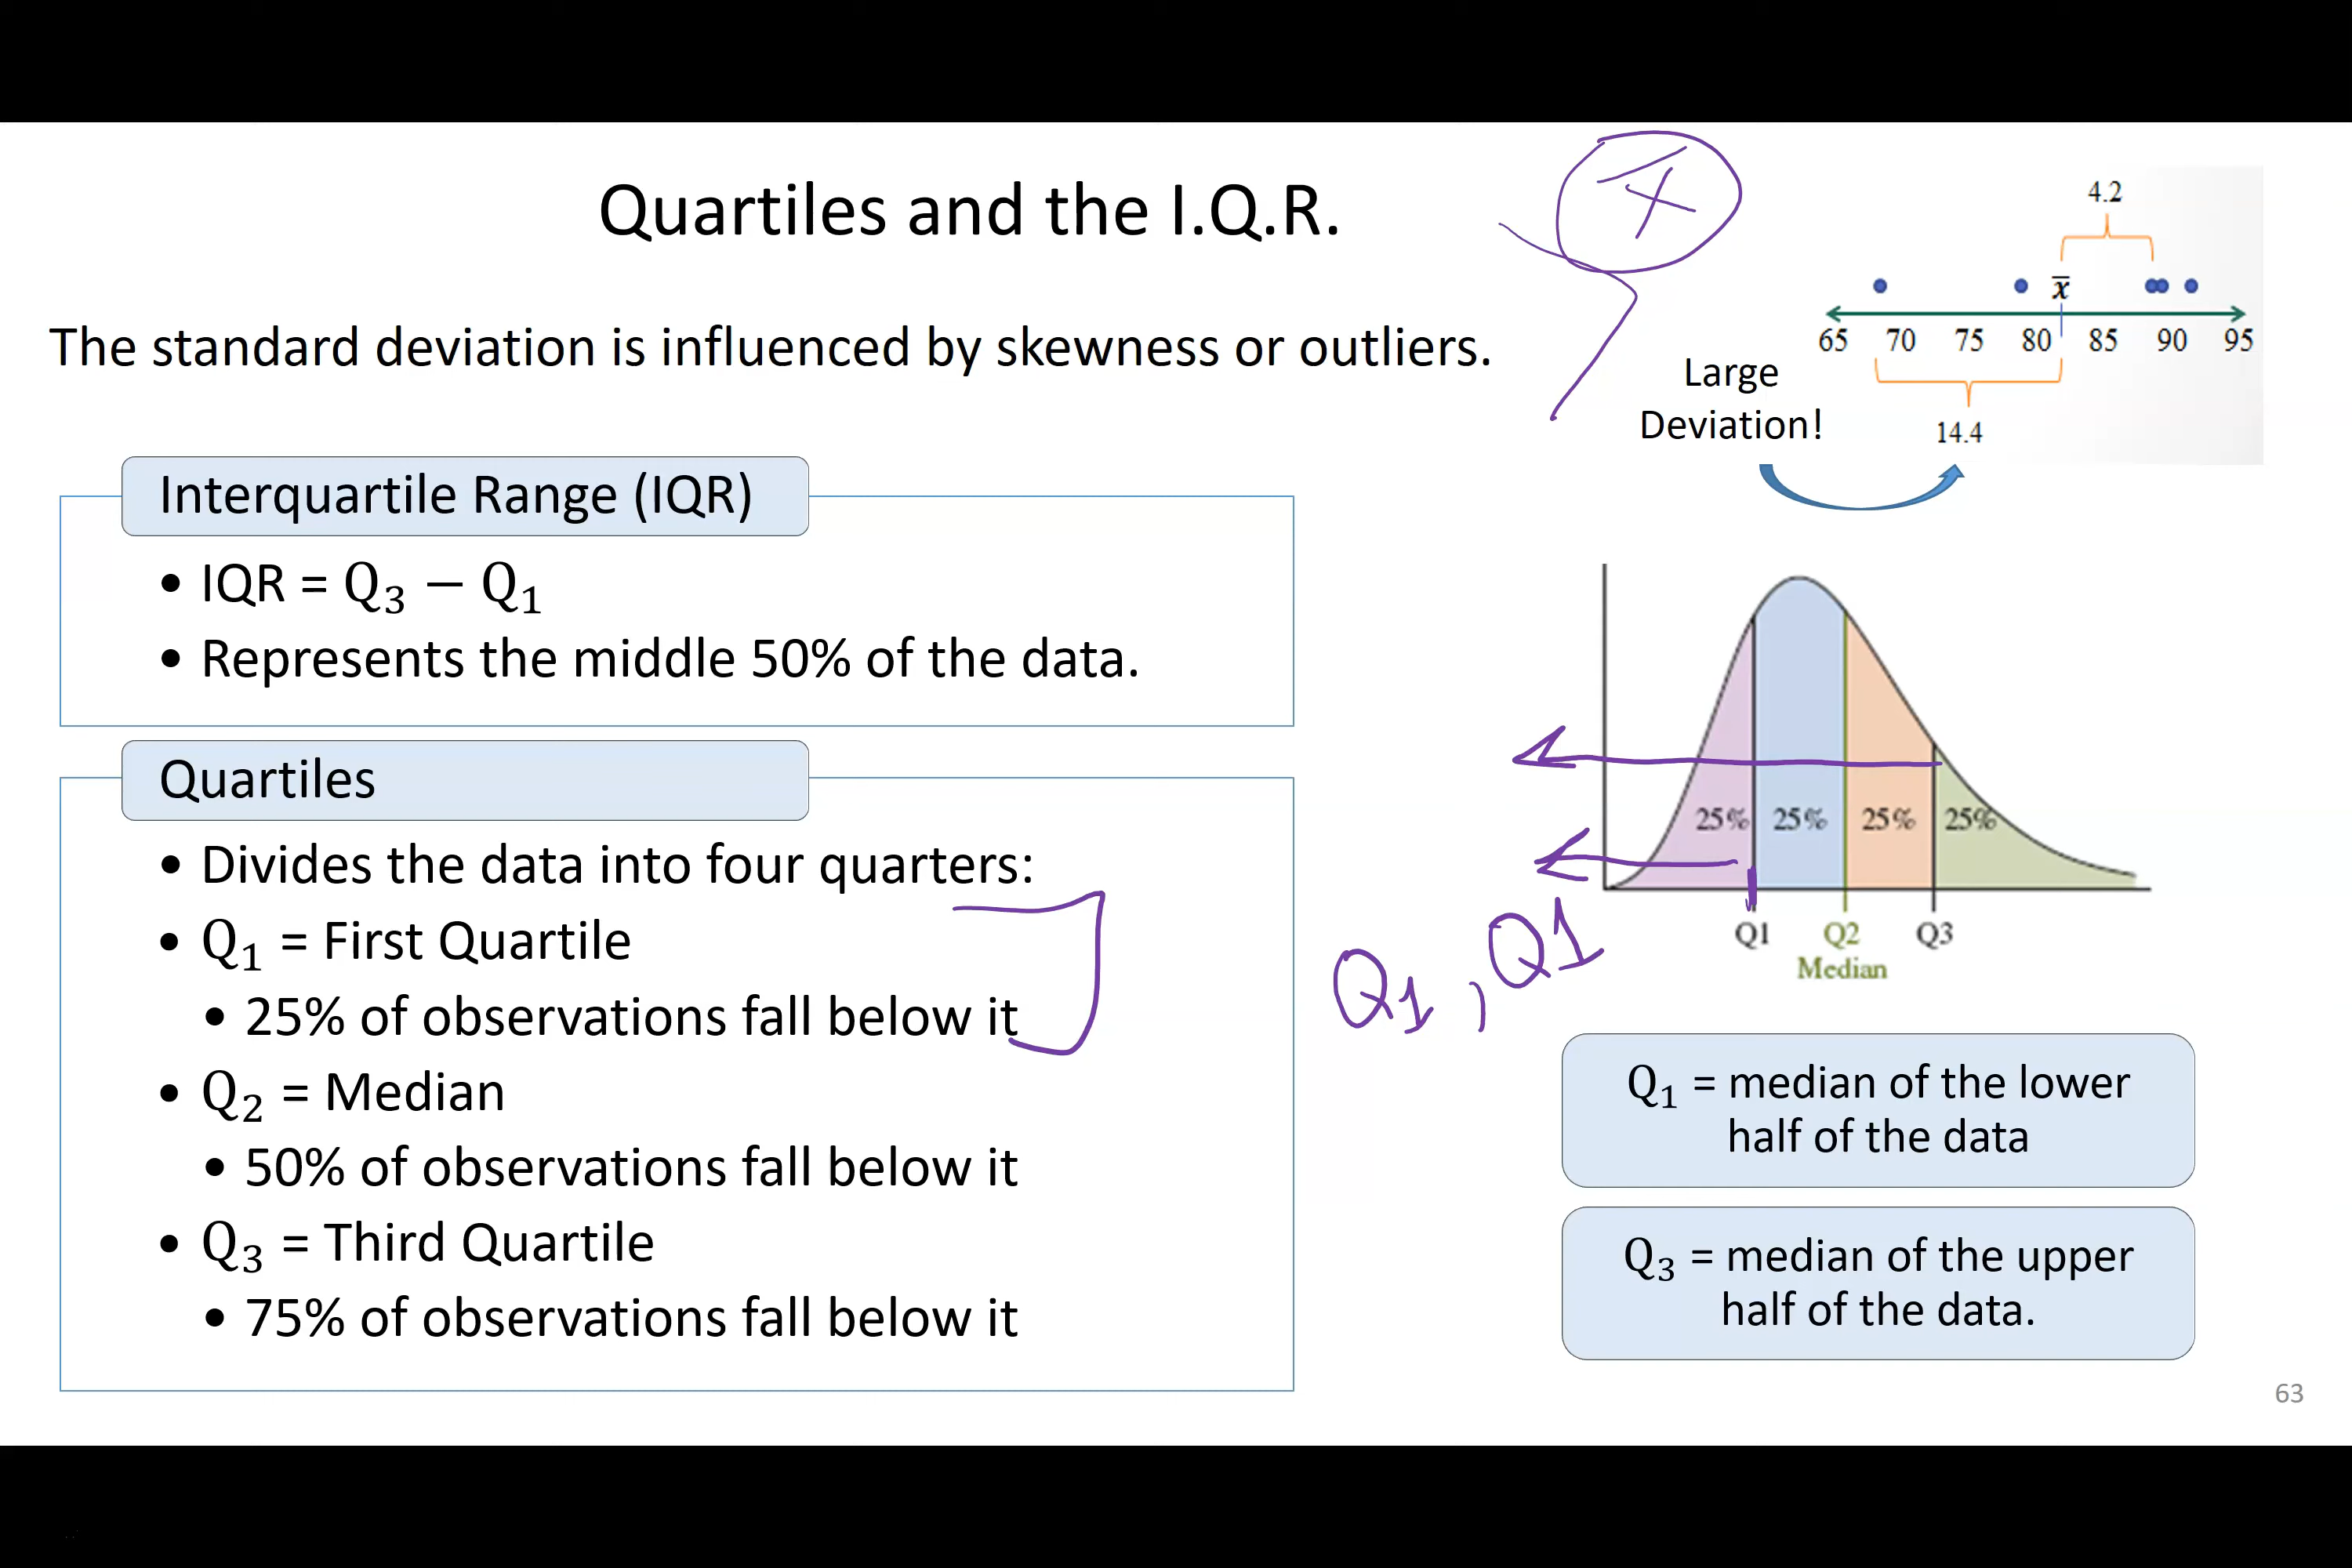 Quartiles and the I.Q.R.
The standard deviation is influenced by skewness or outliers.
4.2
x̅
65 70 75 80 85 90 95
14.4
Large
Deviation!
Interquartile Range (IQR)
• IQR = Q₃ − Q₁
• Represents the middle 50% of the data.
Quartiles
• Divides the data into four quarters:
• Q₁ = First Quartile
• 25% of observations fall below it
• Q₂ = Median
• 50% of observations fall below it
• Q₃ = Third Quartile
• 75% of observations fall below it
25% 25% 25% 25%
Q1 Q2 Q3
Median
Q1, Q1
Q₁ = median of the lower
half of the data
Q₃ = median of the upper
half of the data.
63